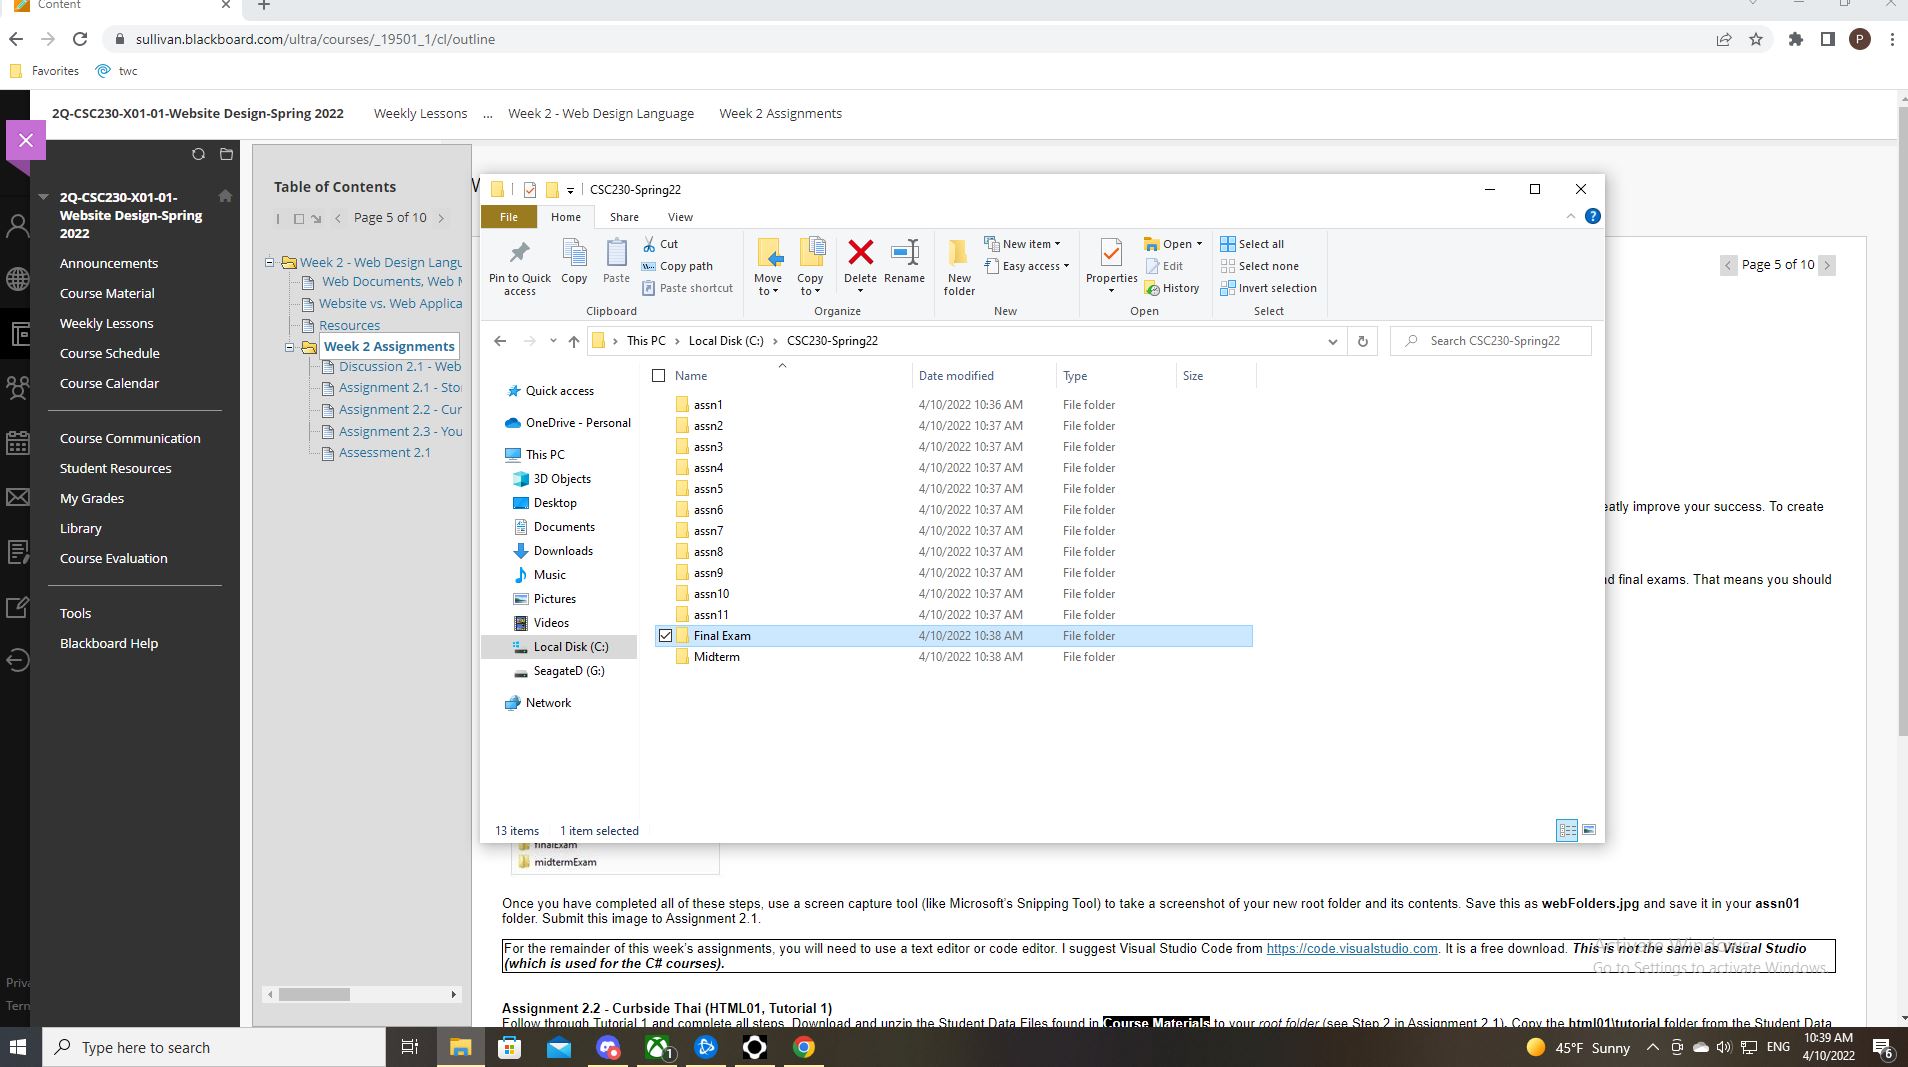 Content
sullivan.blackboard.com/ultra/courses/_19501_1/cl/outline
P
Favorites
twc
2Q-CSC230-X01-01-Website Design-Spring 2022
Weekly Lessons
...
Week 2 - Web Design Language
Week 2 Assignments
2Q-CSC230-X01-01-
Website Design-Spring
2022
Announcements
Course Material
Weekly Lessons
Course Schedule
Course Calendar
Course Communication
Student Resources
My Grades
Library
Course Evaluation
Tools
Blackboard Help
Priva
Term
Table of Contents
Page 5 of 10
Week 2 - Web Design Langu
Web Documents, Web
Website vs. Web Applica
Resources
Week 2 Assignments
Discussion 2.1 - Web
Assignment 2.1 - Sto
Assignment 2.2 - Cur
Assignment 2.3 - You
Assessment 2.1
CSC230-Spring22
File
Home
Share
View
Pin to Quick
access
Copy
Paste
Cut
Copy path
Paste shortcut
Clipboard
Move
to
Copy
to
Delete
Rename
Organize
New
folder
New item
Easy access
New
Properties
Open
Edit
History
Open
Select all
Select none
Invert selection
Select
This PC
Local Disk (C:)
CSC230-Spring22
Search CSC230-Spring22
Quick access
OneDrive - Personal
This PC
3D Objects
Desktop
Documents
Downloads
Music
Pictures
Videos
Local Disk (C:)
SeagateD (G:)
Network
Name Date modified Type Size
assn1 4/10/2022 10:36 AM File folder
assn2 4/10/2022 10:37 AM File folder
assn3 4/10/2022 10:37 AM File folder
assn4 4/10/2022 10:37 AM File folder
assn5 4/10/2022 10:37 AM File folder
assn6 4/10/2022 10:37 AM File folder
assn7 4/10/2022 10:37 AM File folder
assn8 4/10/2022 10:37 AM File folder
assn9 4/10/2022 10:37 AM File folder
assn10 4/10/2022 10:37 AM File folder
assn11 4/10/2022 10:37 AM File folder
Final Exam 4/10/2022 10:38 AM File folder
Midterm 4/10/2022 10:38 AM File folder
13 items 1 item selected
Page 5 of 10
eatly improve your success. To create
d final exams. That means you should
finalExam
midtermExam
Once you have completed all of these steps, use a screen capture tool (like Microsoft's Snipping Tool) to take a screenshot of your new root folder and its contents. Save this as webFolders.jpg and save it in your assn01
folder. Submit this image to Assignment 2.1.
For the remainder of this week's assignments, you will need to use a text editor or code editor. I suggest Visual Studio Code from https://code.visualstudio.com. It is a free download. This is not the same as Visual Studio
(which is used for the C# courses).
Activate Windows
Go to Settings to activate Windows.
Assignment 2.2 - Curbside Thai (HTML01, Tutorial 1)
Follow through Tutorial 1 and complete all steps. Download and unzip the Student Data Files found in Course Materials to your root folder (see Step 2 in Assignment 2.1). Copy the html01\tutorial folder from the Student Data
Type here to search
1
45°F Sunny
ENG
10:39 AM
4/10/2022
6